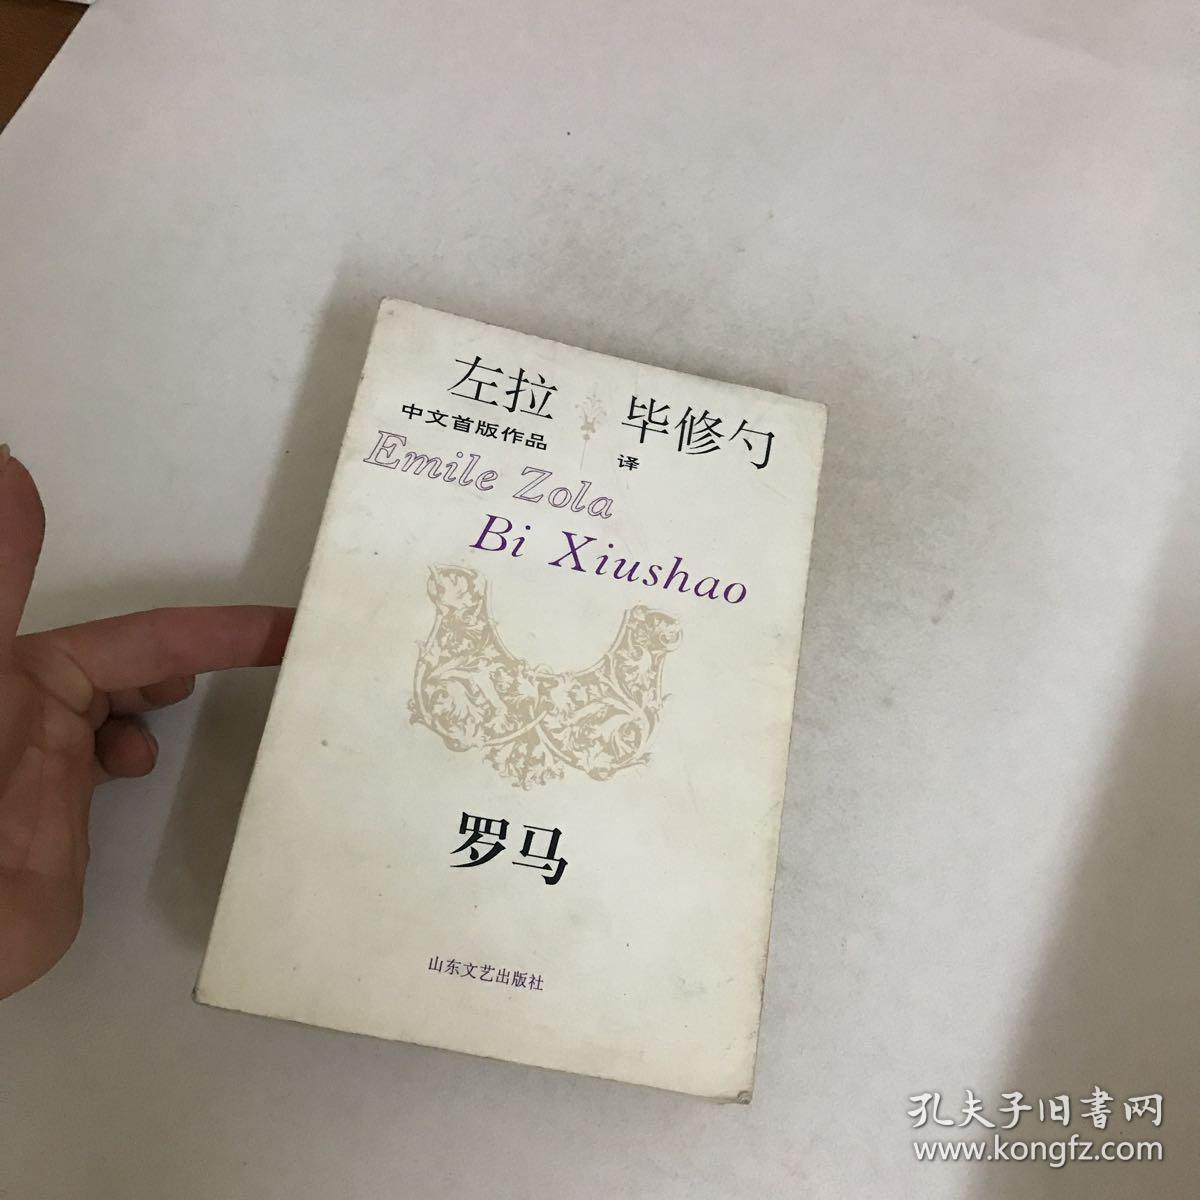 左拉
中文首版作品
毕修勺
译
Emile Zola
Bi Xiushao
罗马
山东文艺出版社
孔夫子旧书网
www.kongfz.com